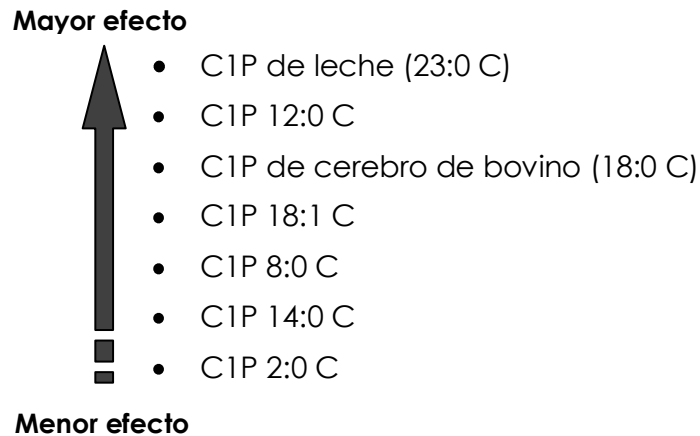 Mayor efecto
• C1P de leche (23:0 C)
• C1P 12:0 C
• C1P de cerebro de bovino (18:0 C)
• C1P 18:1 C
• C1P 8:0 C
• C1P 14:0 C
• C1P 2:0 C
Menor efecto